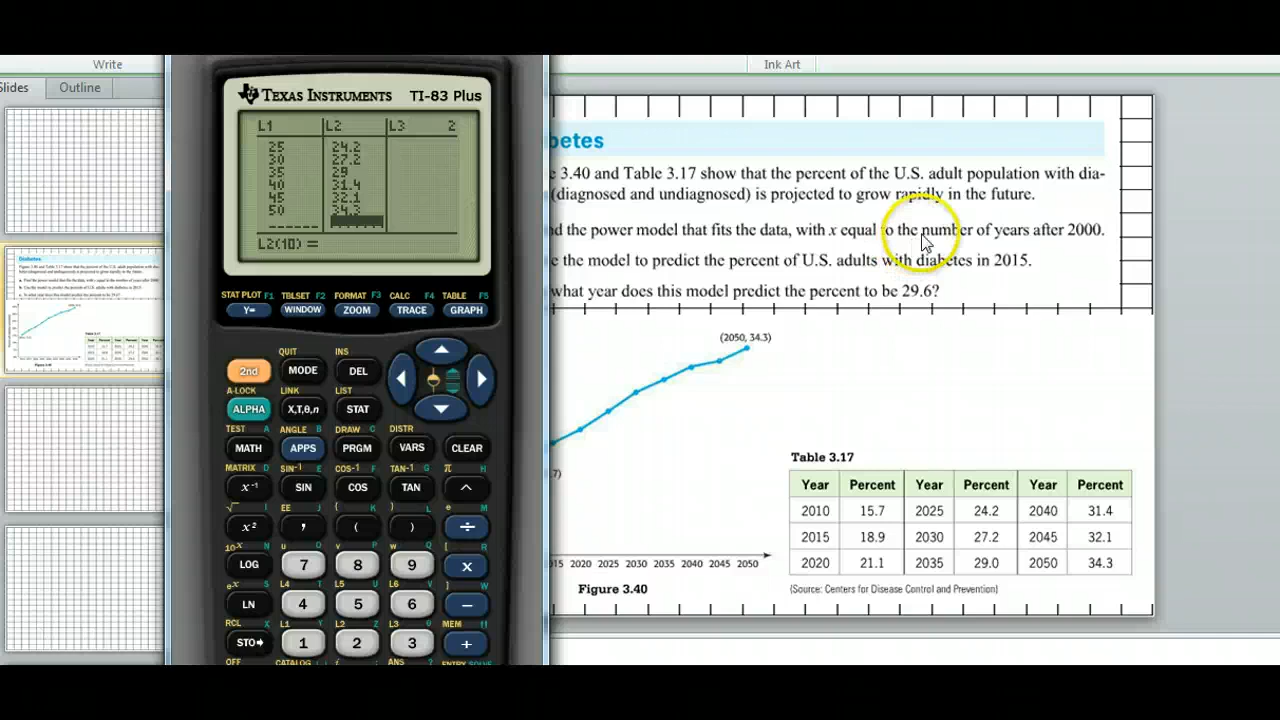 Write
Ink Art
Slides
Outline
TEXAS INSTRUMENTS TI-83 Plus
L1 L2 L3 2
25 24.2
30 27.2
35 29
40 31.4
45 32.1
50 34.3
L2(10) =
STAT PLOT F1 TBLSET F2 FORMAT F3 CALC F4 TABLE F5
Y= WINDOW ZOOM TRACE GRAPH
QUIT INS
2nd MODE DEL
A-LOCK LINK LIST
ALPHA X,T,θ,n STAT
TEST A ANGLE B DRAW C DISTR
MATH APPS PRGM VARS CLEAR
MATRIX D SIN⁻¹ E COS⁻¹ F TAN⁻¹ G π H
x⁻¹ SIN COS TAN ^
√ I EE J { K } L e M
x² , ( ) ÷
10ˣ N u O v P w Q [ R
LOG 7 8 9 x
eˣ S L4 T L5 U L6 V ] W
LN 4 5 6 −
RCL X L1 Y L2 Z L3 θ MEM "
STO➔ 1 2 3 +
OFF CATALOG ANS ? ENTRY SOLVE
betes
e 3.40 and Table 3.17 show that the percent of the U.S. adult population with dia-
(diagnosed and undiagnosed) is projected to grow rapidly in the future.
nd the power model that fits the data, with x equal to the number of years after 2000.
e the model to predict the percent of U.S. adults with diabetes in 2015.
what year does this model predict the percent to be 29.6?
(2050, 34.3)
.7)
015 2020 2025 2030 2035 2040 2045 2050
Figure 3.40
Table 3.17
Year Percent Year Percent Year Percent
2010 15.7 2025 24.2 2040 31.4
2015 18.9 2030 27.2 2045 32.1
2020 21.1 2035 29.0 2050 34.3
(Source: Centers for Disease Control and Prevention)